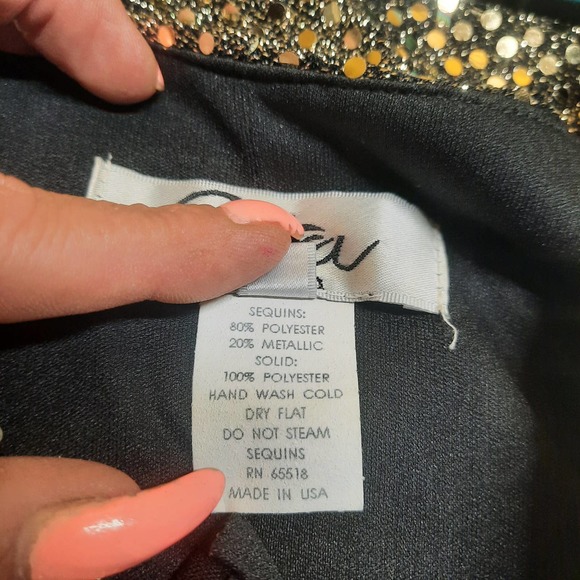 SEQUINS:
80% POLYESTER
20% METALLIC
SOLID:
100% POLYESTER
HAND WASH COLD
DRY FLAT
DO NOT STEAM
SEQUINS
RN 65518
MADE IN USA